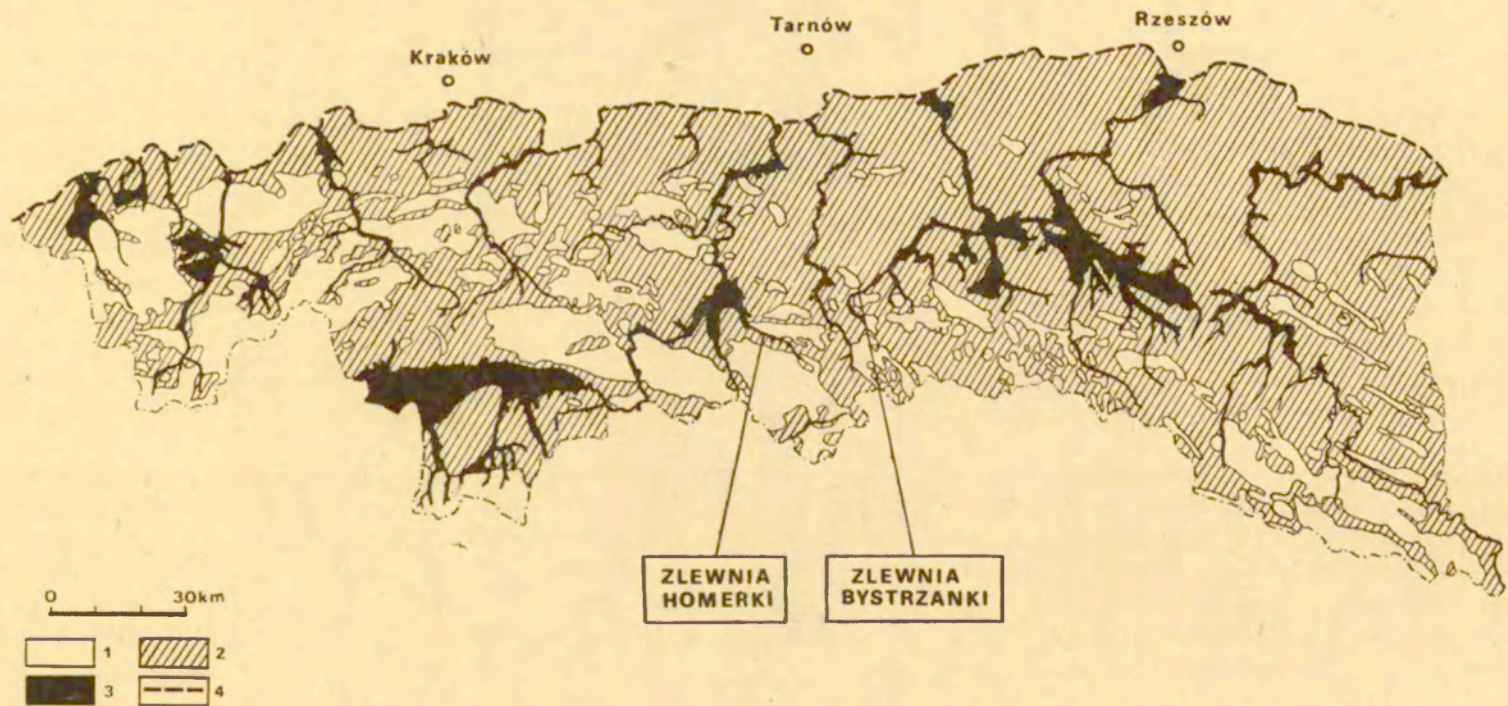 Kraków
Tarnów
Rzeszów
ZLEWNIA
HOMERKI
ZLEWNIA
BYSTRZANKI
0 30km
1 2
3 4